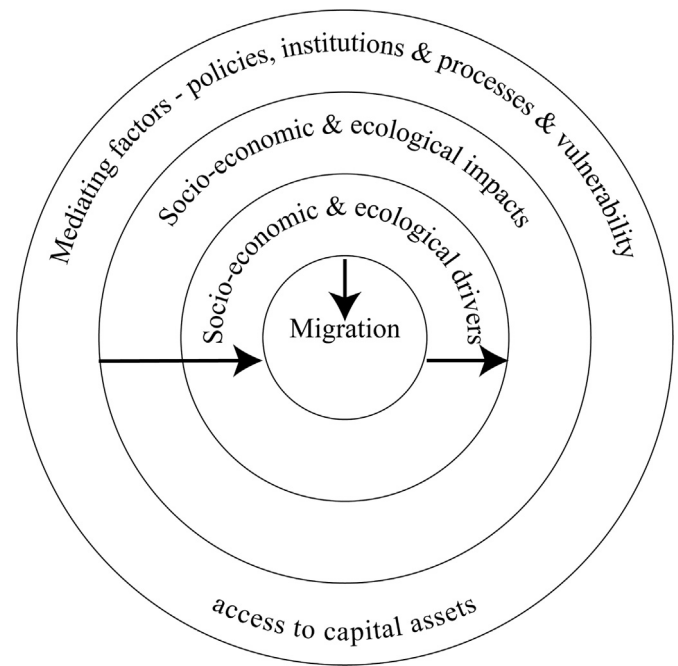 Mediating factors - policies, institutions & processes & vulnerability
Socio-economic & ecological impacts
Socio-economic & ecological drivers
Migration
access to capital assets